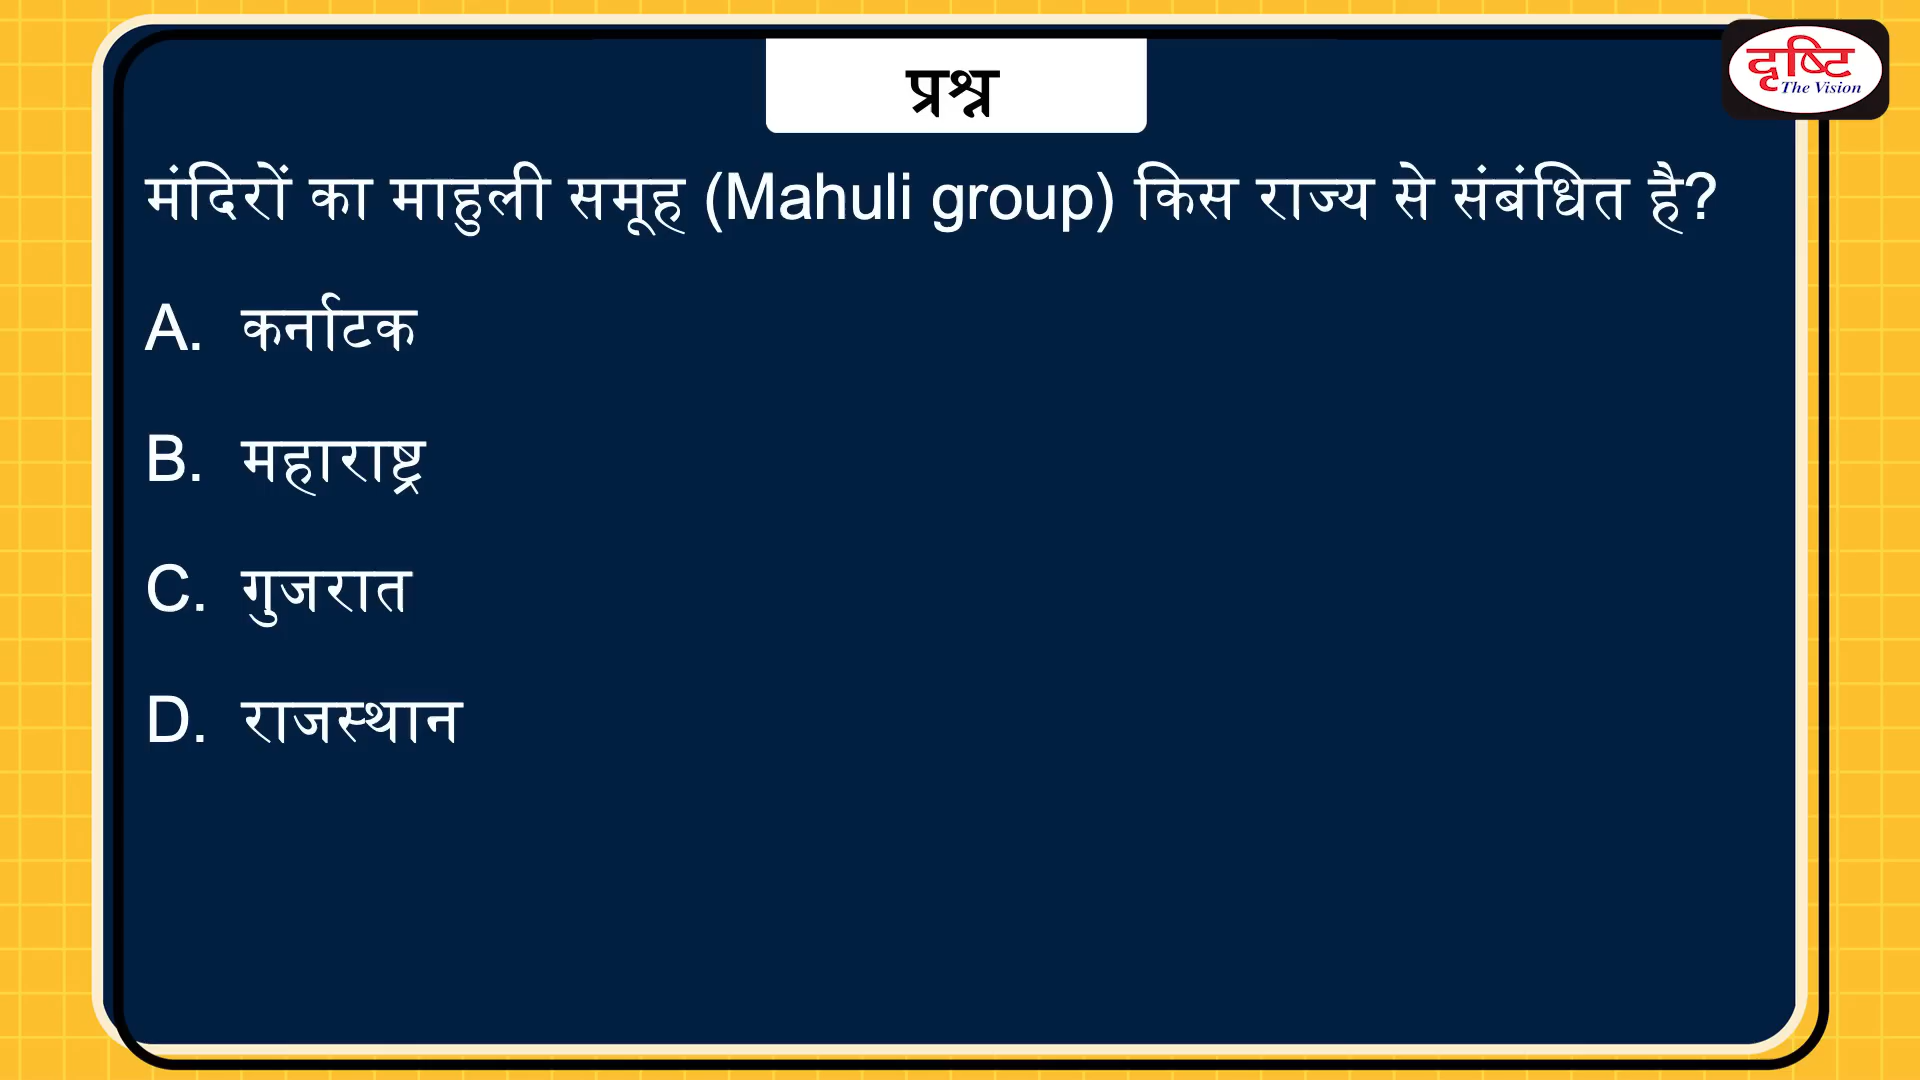 दृष्टि
The Vision
प्रश्न
मंदिरों का माहुली समूह (Mahuli group) किस राज्य से संबंधित है?
A. कर्नाटक
B. महाराष्ट्र
C. गुजरात
D. राजस्थान